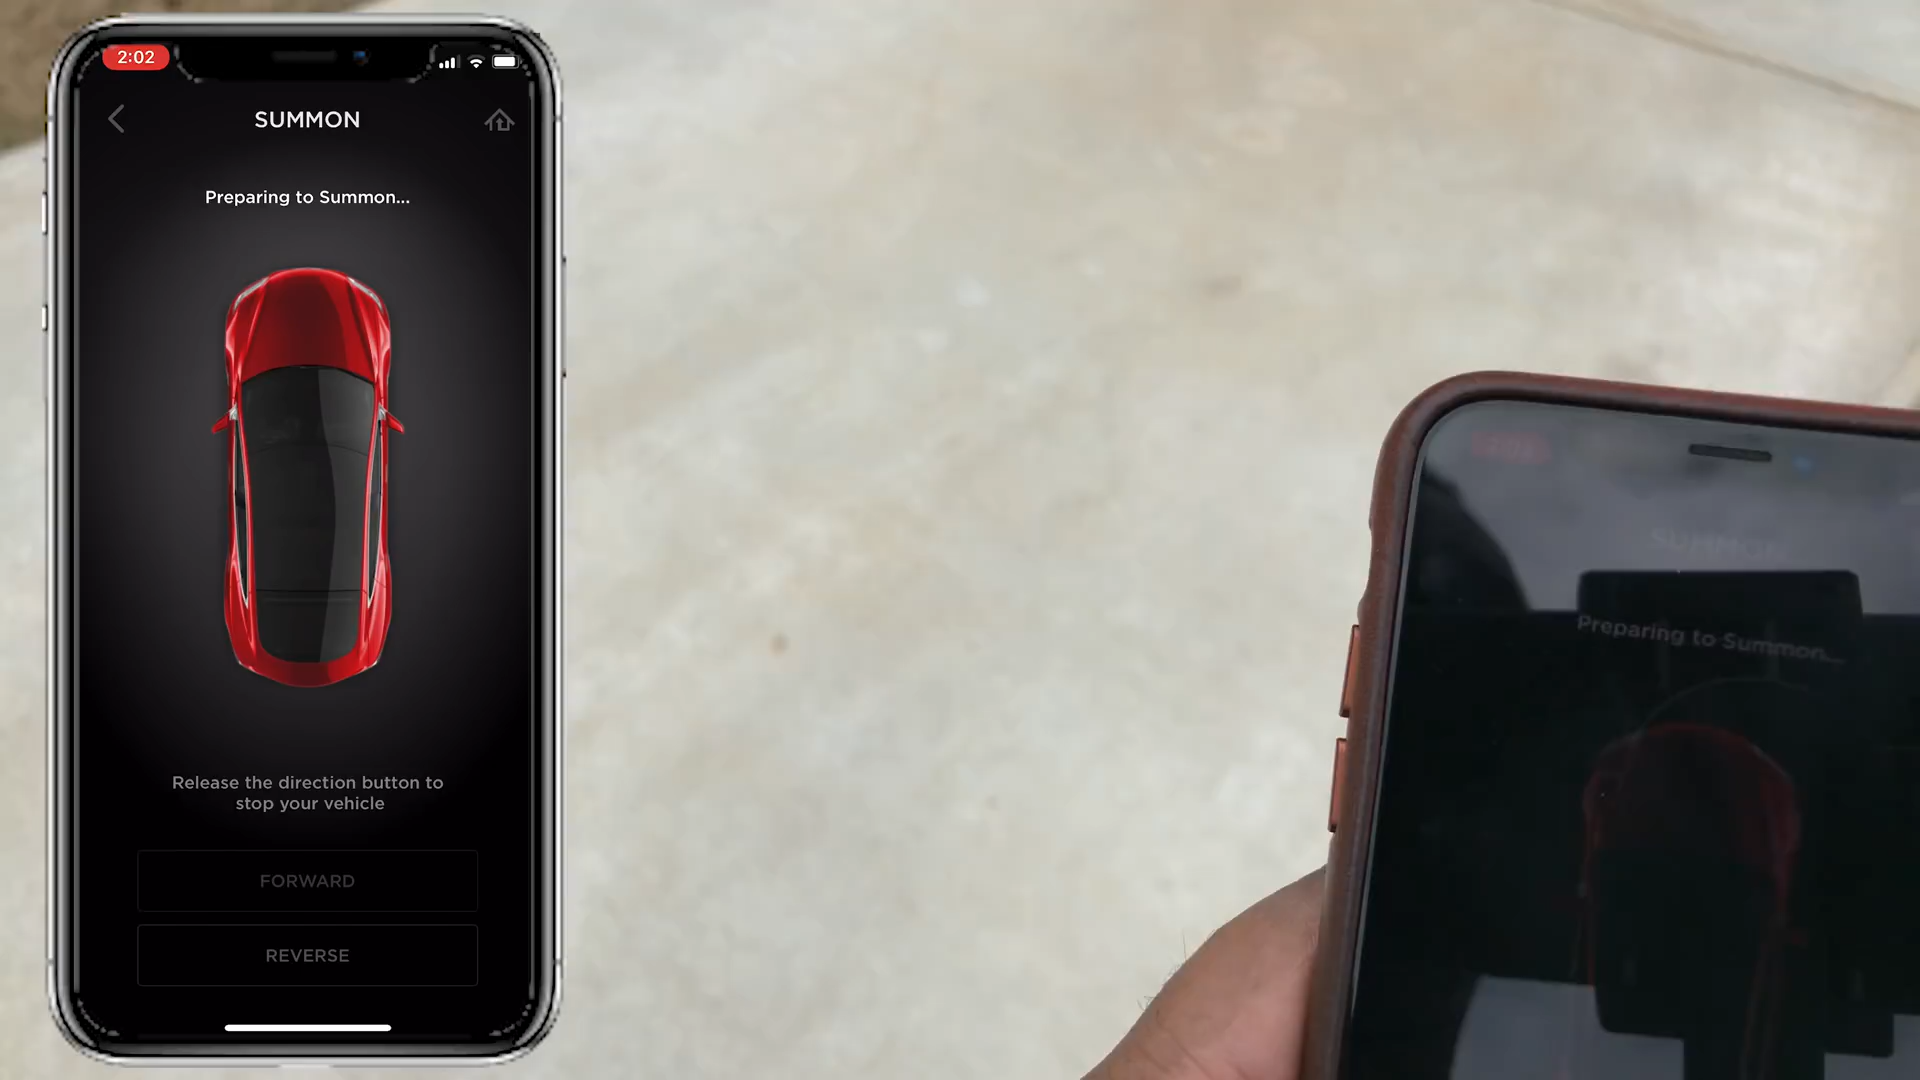 2:02
SUMMON
Preparing to Summon...
Release the direction button to
stop your vehicle
FORWARD
REVERSE
SUMMON
Preparing to Summon...